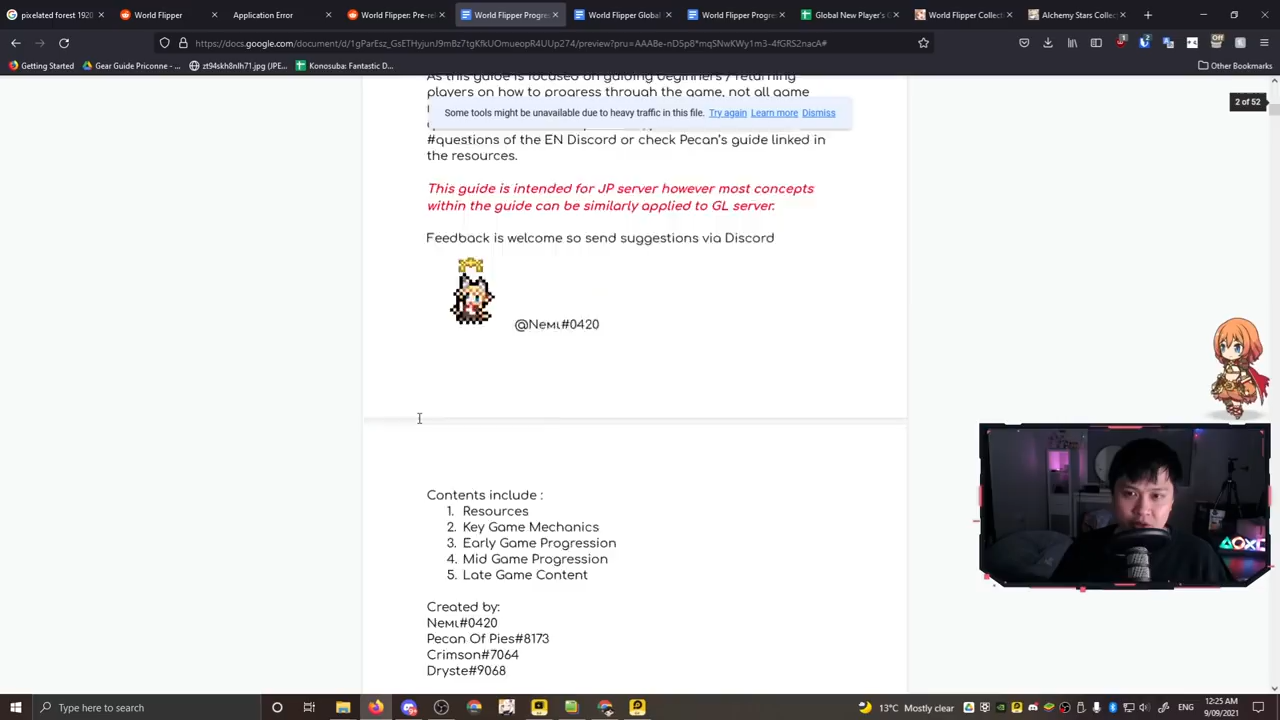 pixelated forest 1920
World Flipper
Application Error
World Flipper: Pre-rel
World Flipper Progres
World Flipper Global
World Flipper Progre
Global New Player's G
World Flipper Collect
Alchemy Stars Collec
Getting Started
Gear Guide Priconne
zt94skh8nlh71.jpg (JPE
Konosuba: Fantastic D
Other Bookmarks
As this guide is focused on guiding beginners / returning
players on how to progress through the game, not all game
Some tools might be unavailable due to heavy traffic in this file. Try again Learn more Dismiss
#questions of the EN Discord or check Pecan's guide linked in
the resources.
This guide is intended for JP server however most concepts
within the guide can be similarly applied to GL server.
Feedback is welcome so send suggestions via Discord
@Nemι#0420
2 of 52
Contents include :
1. Resources
2. Key Game Mechanics
3. Early Game Progression
4. Mid Game Progression
5. Late Game Content
Created by:
Nemι#0420
Pecan Of Pies#8173
Crimson#7064
Dryste#9068
Type here to search
13°C Mostly clear
12:25 AM
9/09/2021